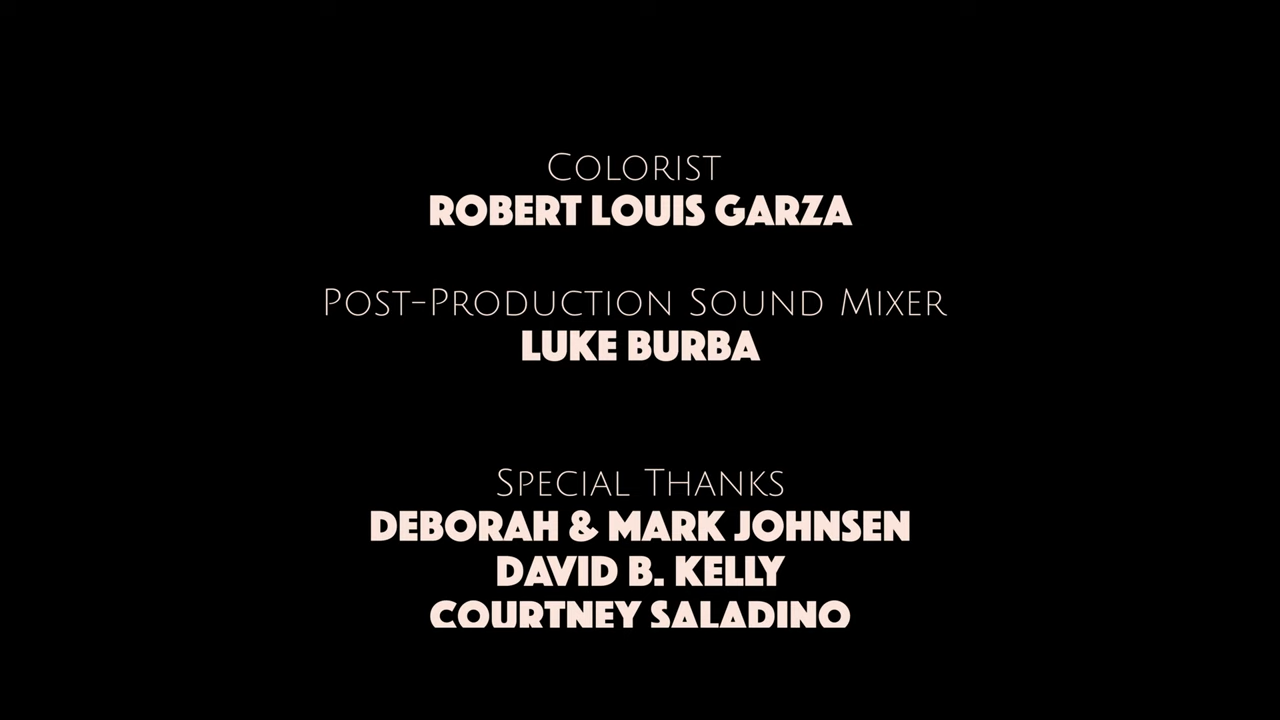 Colorist
ROBERT LOUIS GARZA
Post-Production Sound Mixer
LUKE BURBA
Special Thanks
DEBORAH & MARK JOHNSEN
DAVID B. KELLY
COURTNEY SALADINO